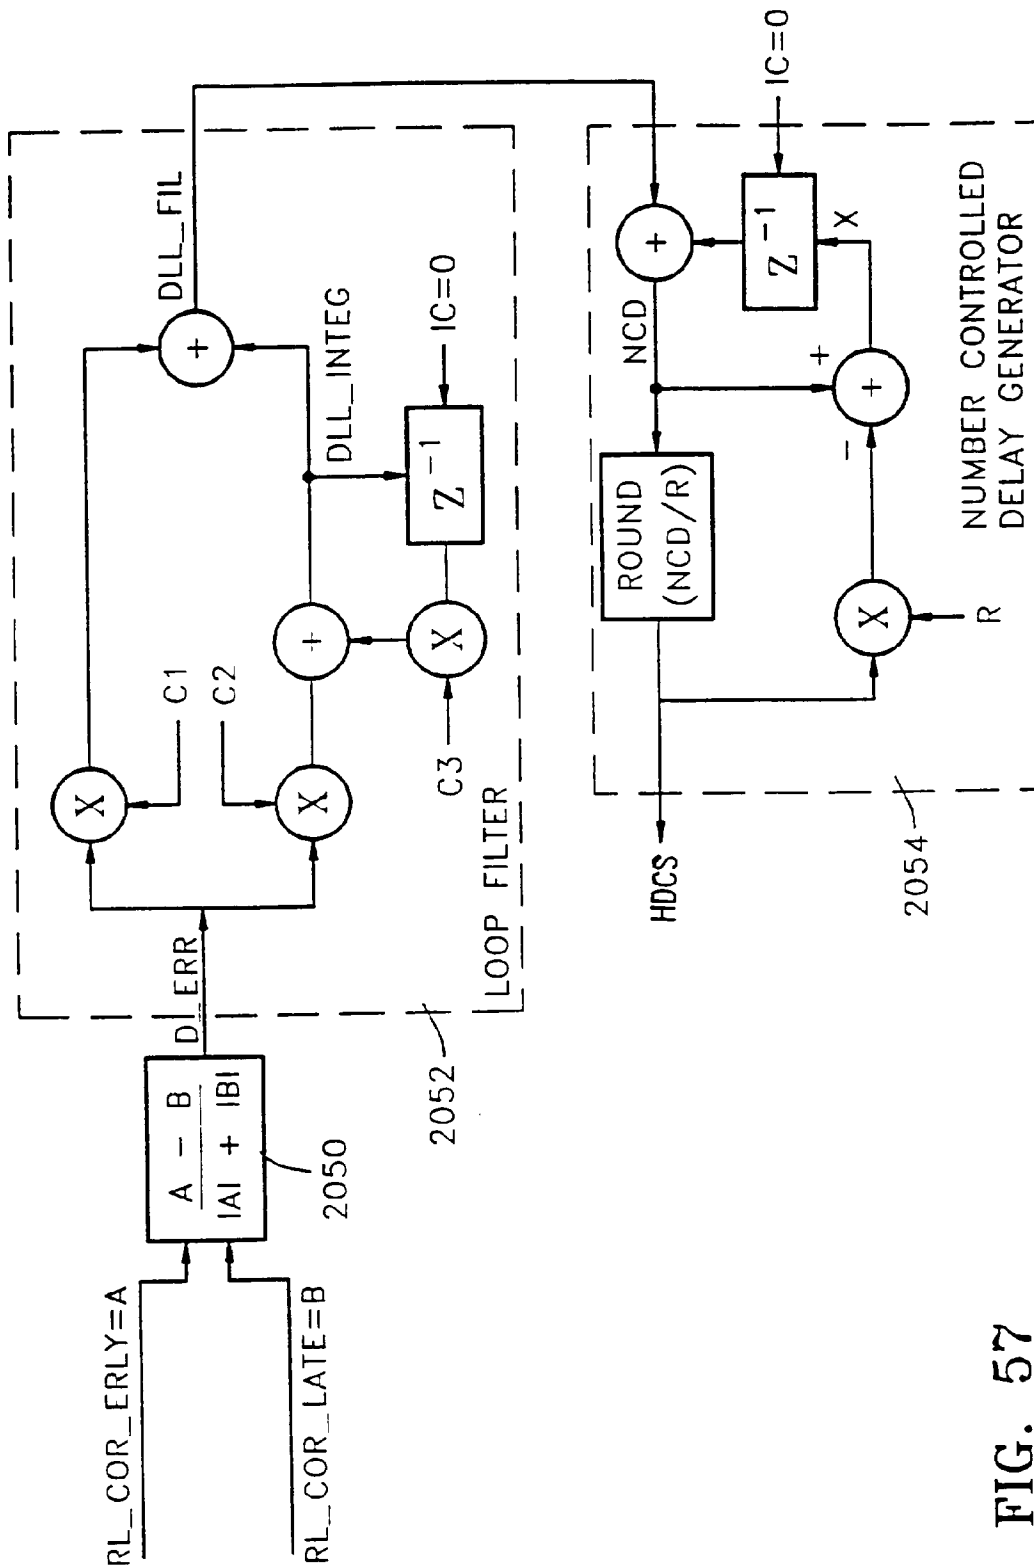 RL_COR_ERLY=A
RL_COR_LATE=B
A - B
|A| + |B|
2050
DL_ERR
2052
LOOP FILTER
X
C1
C2
X
C3
+
X
Z-1
IC=0
DLL_INTEG
+
DLL_FIL
+
NCD
ROUND
(NCD/R)
HDCS
Z-1
IC=0
X
+
-
+
X
R
NUMBER CONTROLLED
DELAY GENERATOR
2054
FIG. 57